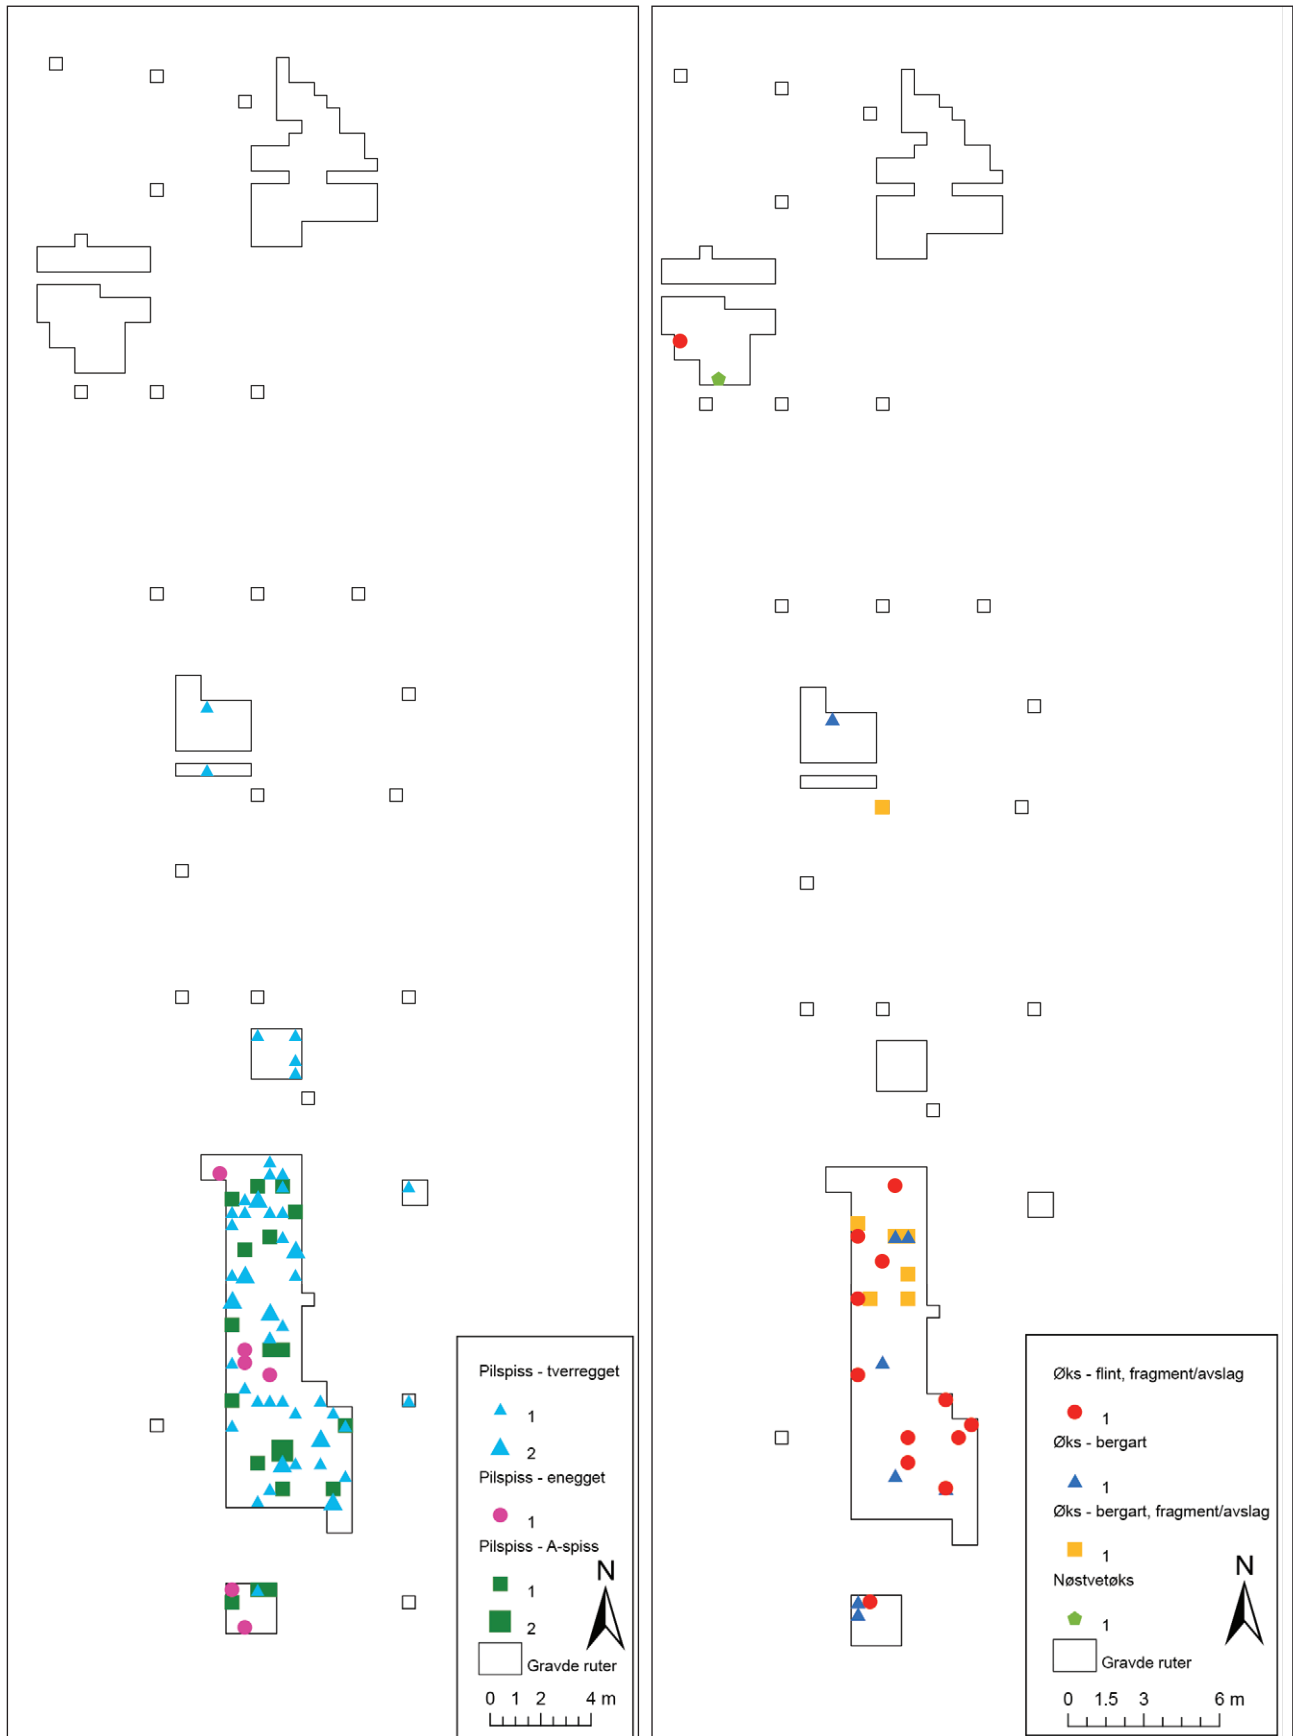 Pilspiss - tverregget
1
2
Pilspiss - enegget
1
Pilspiss - A-spiss
1
2
Gravde ruter
N
0 1 2 4 m
Øks - flint, fragment/avslag
1
Øks - bergart
1
Øks - bergart, fragment/avslag
1
Nøstvetøks
1
Gravde ruter
N
0 1.5 3 6 m